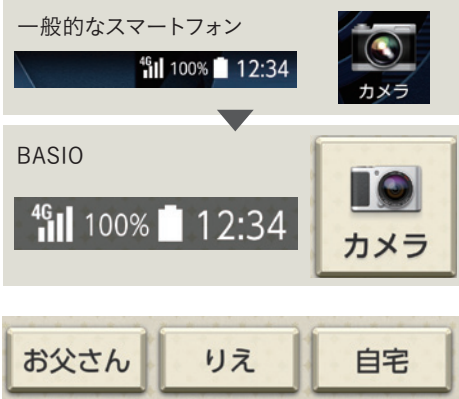 一般的なスマートフォン
4G 100% 12:34
カメラ
BASIO
4G 100% 12:34
カメラ
お父さん りえ 自宅